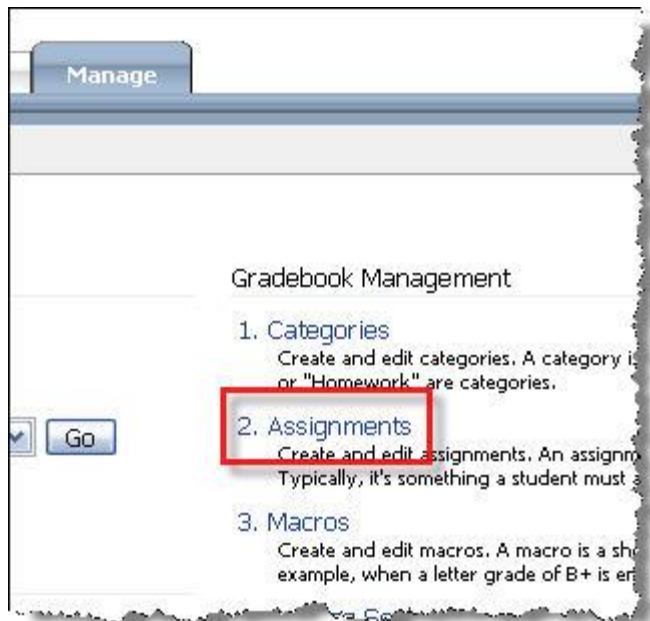 Manage
Gradebook Management
1. Categories
Create and edit categories. A category is
or "Homework" are categories.
Go
2. Assignments
Create and edit assignments. An assignm
Typically, it's something a student must a
3. Macros
Create and edit macros. A macro is a sh
example, when a letter grade of B+ is en